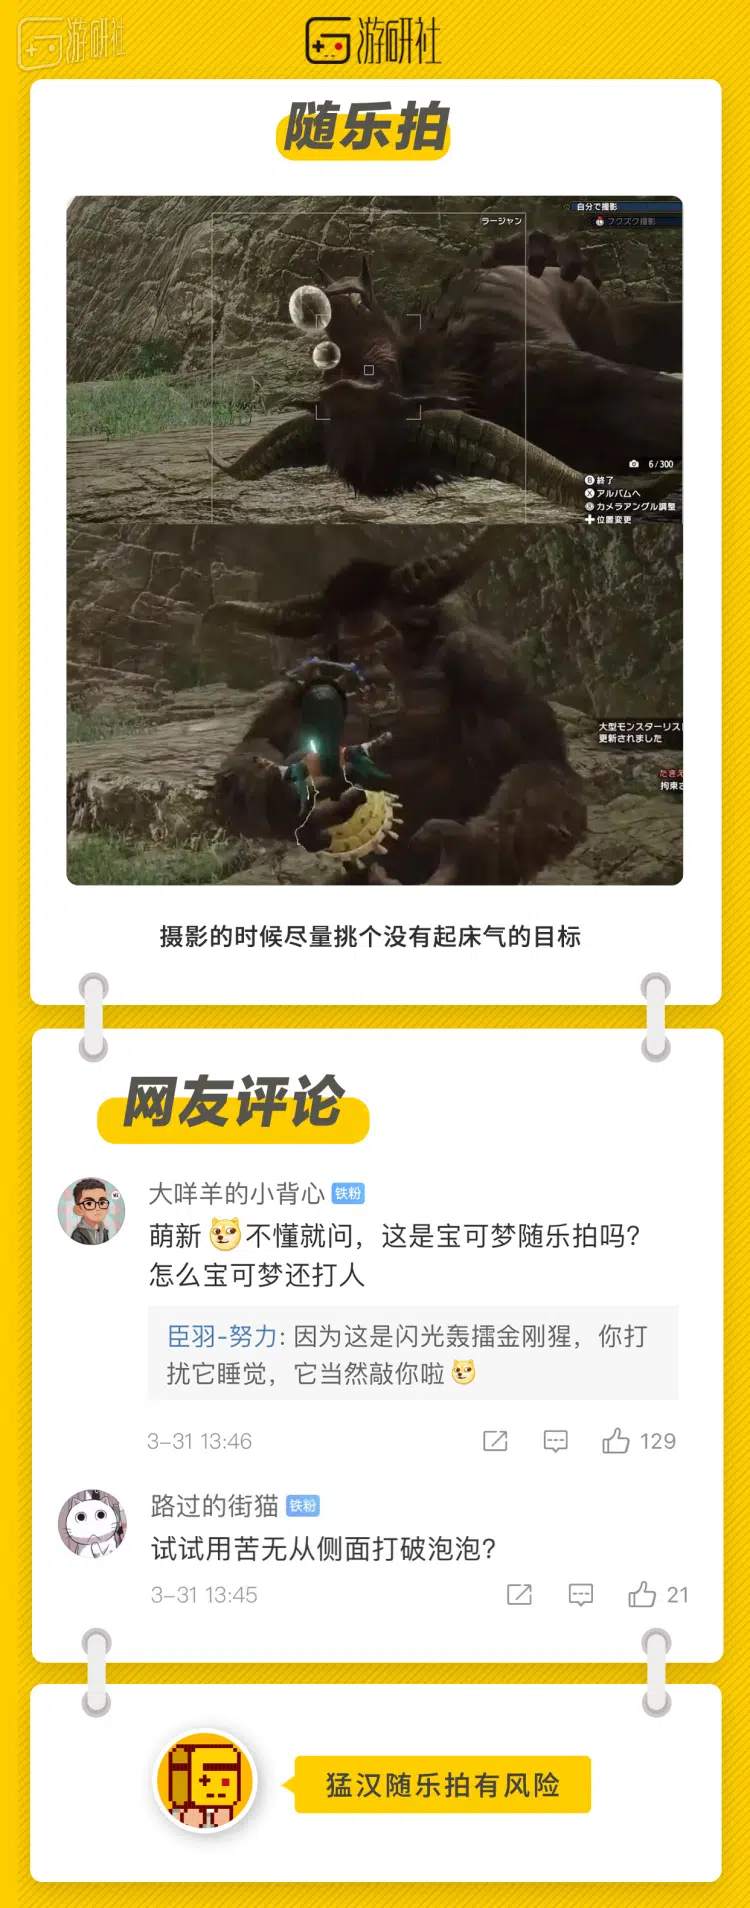 游研社
游研社
随乐拍
自分で撮影
フクズク撮影
ラージャン
6/300
B 終了
X アルバムへ
R カメラアングル調整
位置変更
大型モンスターリスト
更新されました
拘束さ
摄影的时候尽量挑个没有起床气的目标
网友评论
大咩羊的小背心 铁粉
萌新不懂就问，这是宝可梦随乐拍吗？
怎么宝可梦还打人
臣羽-努力: 因为这是闪光轰擂金刚猩，你打
扰它睡觉，它当然敲你啦
3-31 13:46
129
路过的街猫 铁粉
试试用苦无从侧面打破泡泡？
3-31 13:45
21
猛汉随乐拍有风险